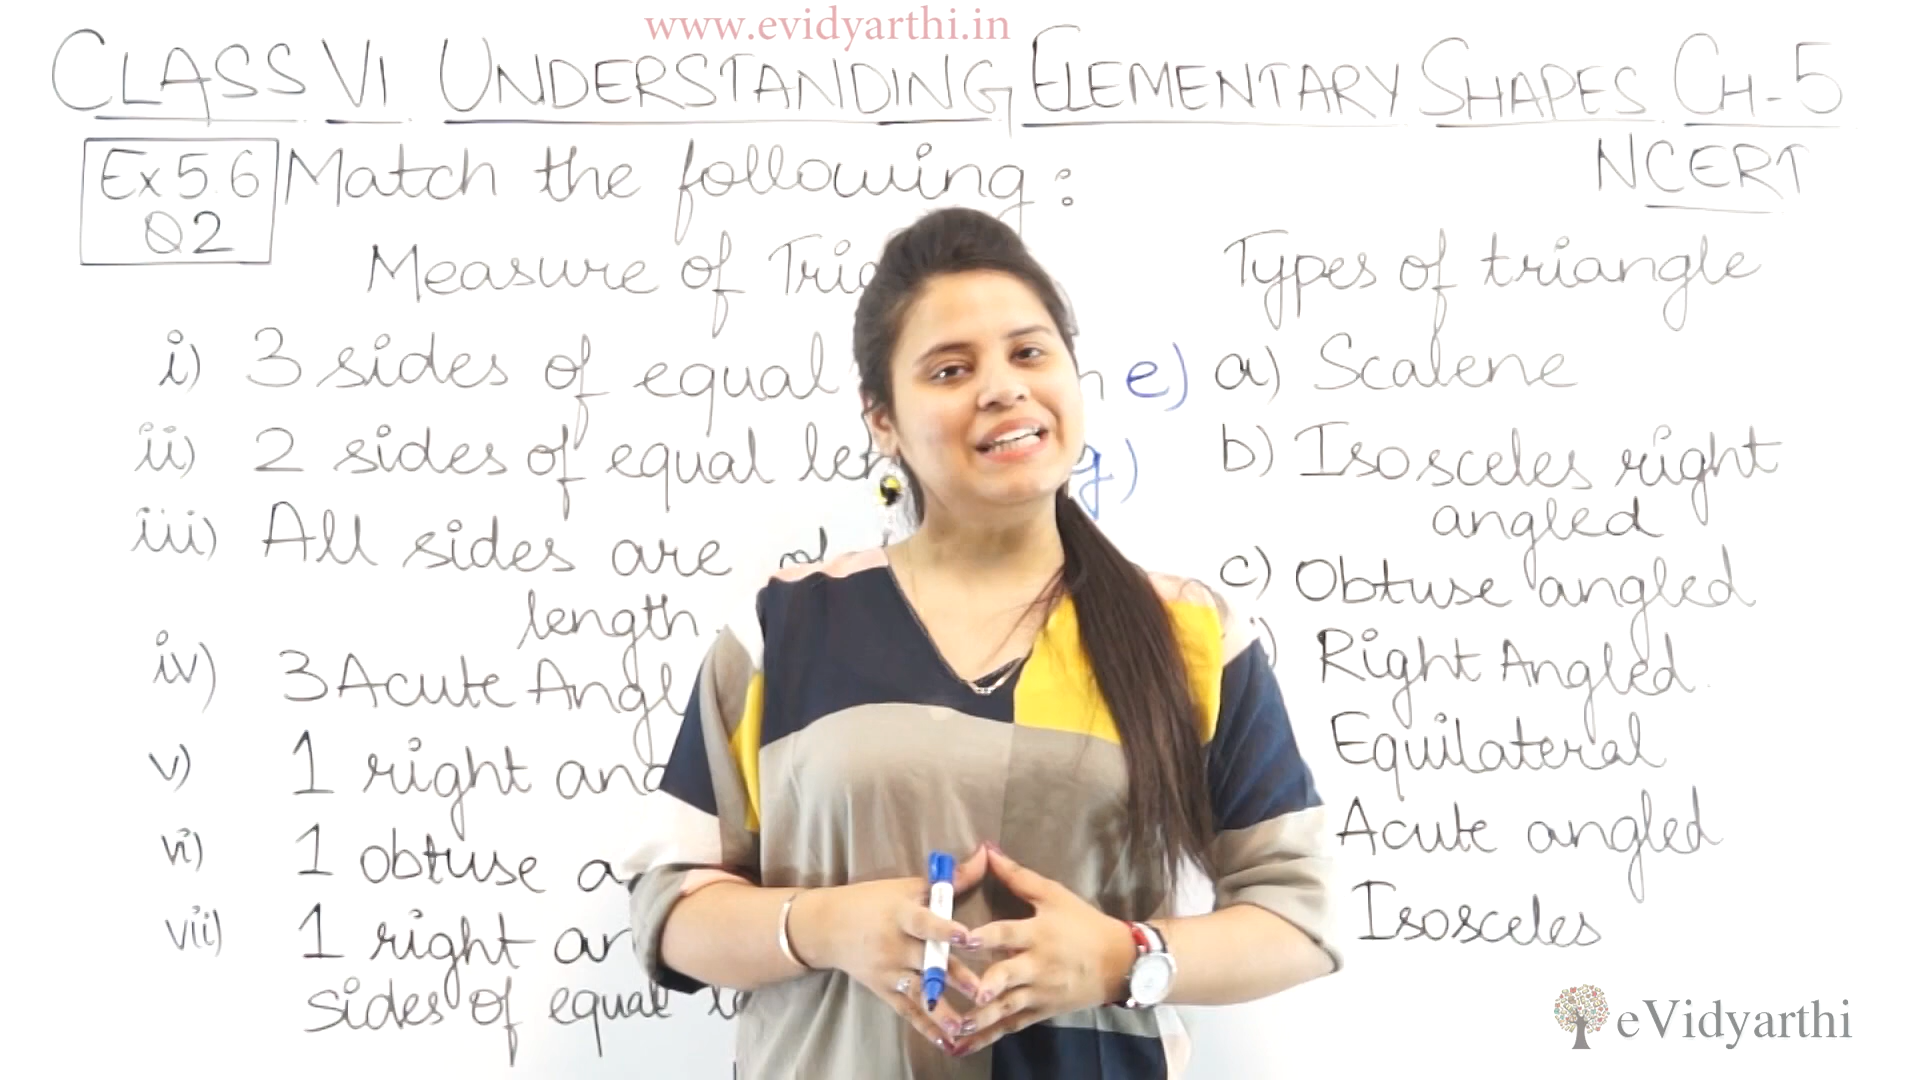 www.evidyarthi.in
CLASS VI UNDERSTANDING ELEMENTARY SHAPES CH-5
NCERT
Ex 5.6
Q2
Match the following:
Measure of
Types of triangle
i) 3 sides of equal e)
a) Scalene
ii) 2 sides of equal g)
b) Isosceles right
angled
iii) All sides are
length.
c) Obtuse angled
iv) 3 Acute
Right Angled.
v) 1 right
Equilateral
vi) 1 obtuse
Acute angled
vii) 1 right
sides of equal
Isosceles
eVidyarthi